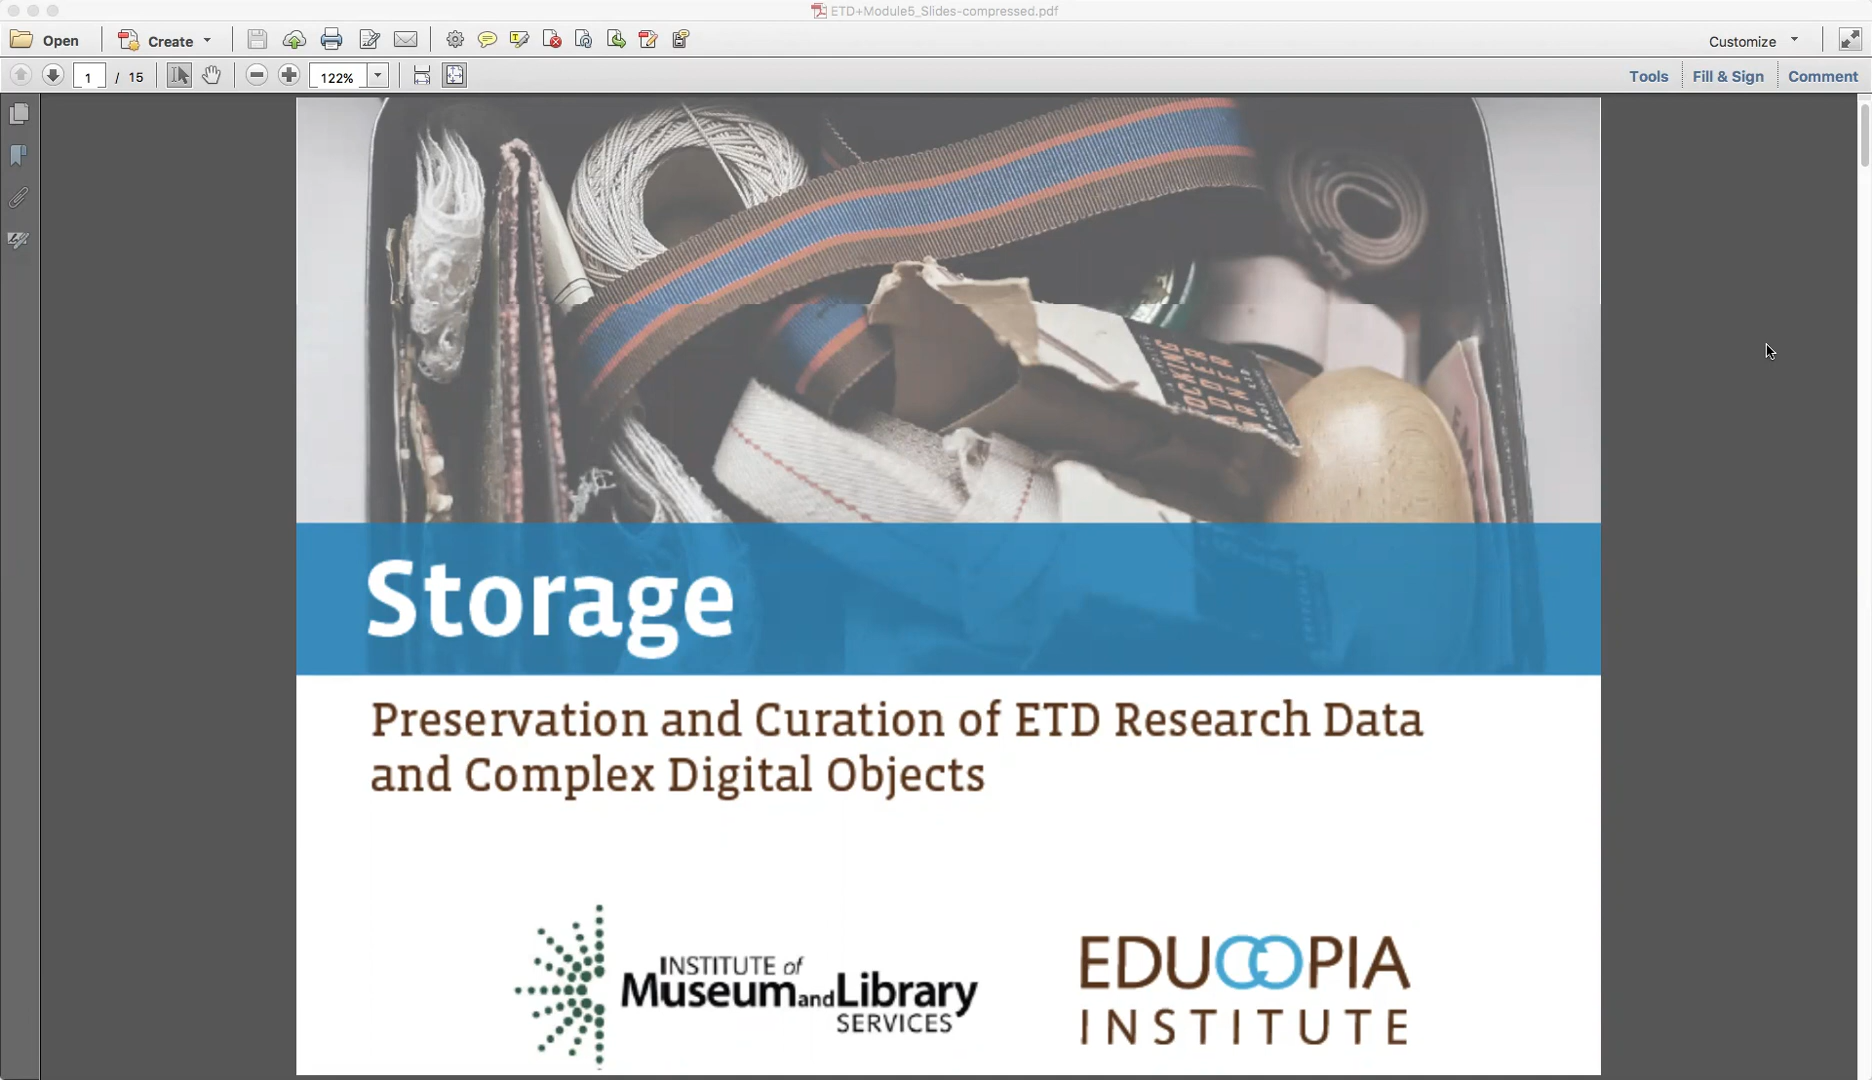 ETD+Module5_Slides-compressed.pdf
Open
Create
Customize
1 / 15
122%
Tools
Fill & Sign
Comment
Storage
Preservation and Curation of ETD Research Data
and Complex Digital Objects
INSTITUTE of
Museum and Library
SERVICES
EDUCOPIA
INSTITUTE